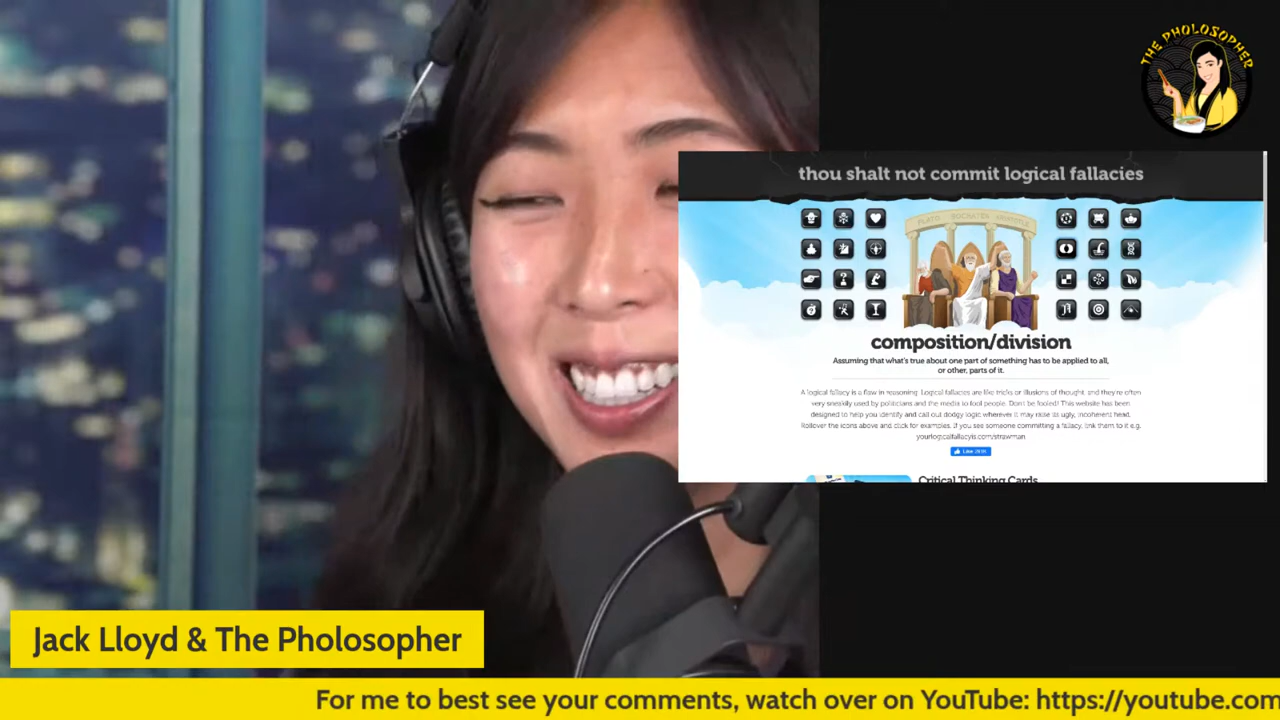 THE PHOLOSOPHER
thou shalt not commit logical fallacies
PLATO SOCRATES ARISTOTLE
composition/division
Assuming that what's true about one part of something has to be applied to all,
or other, parts of it.
A logical fallacy is a flaw in reasoning. Logical fallacies are like tricks or illusions of thought, and they're often
very sneakily used by politicians and the media to fool people. Don't be fooled! This website has been
designed to help you identify and call out dodgy logic wherever it may raise its ugly, incoherent head.
Rollover the icons above and click for examples. If you see someone committing a fallacy, link them to it e.g.
yourlogicalfallacyis.com/strawman
Like
Critical Thinking Cards
Jack Lloyd & The Pholosopher
For me to best see your comments, watch over on YouTube: https://youtube.com